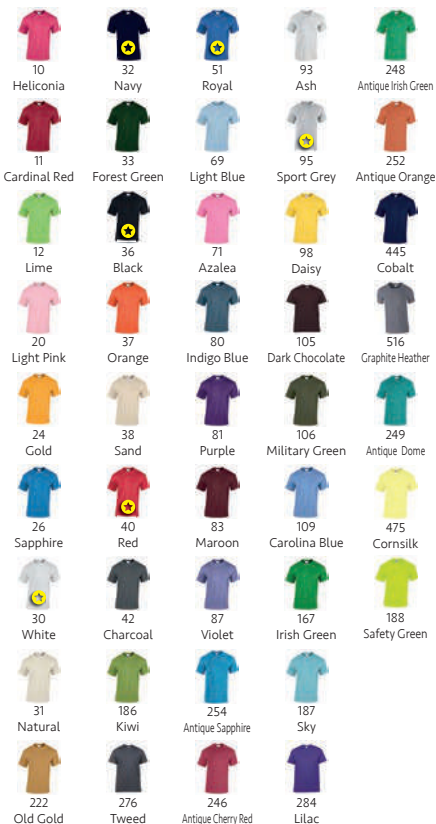 10 32 51 93 248
Heliconia Navy Royal Ash Antique Irish Green
11 33 69 95 252
Cardinal Red Forest Green Light Blue Sport Grey Antique Orange
12 36 71 98 445
Lime Black Azalea Daisy Cobalt
20 37 80 105 516
Light Pink Orange Indigo Blue Dark Chocolate Graphite Heather
24 38 81 106 249
Gold Sand Purple Military Green Antique Dome
26 40 83 109 475
Sapphire Red Maroon Carolina Blue Cornsilk
30 42 87 167 188
White Charcoal Violet Irish Green Safety Green
31 186 254 187
Natural Kiwi Antique Sapphire Sky
222 276 246 284
Old Gold Tweed Antique Cherry Red Lilac